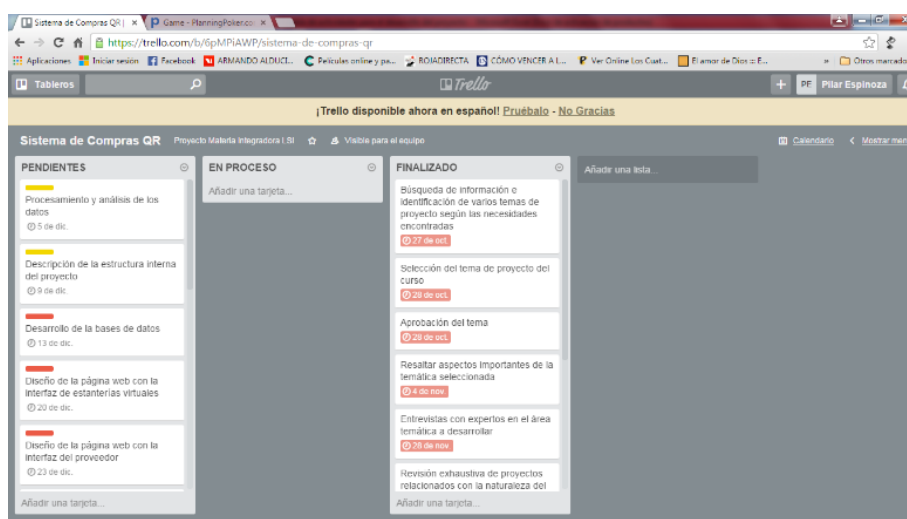 Sistema de Compras QR |
Game - PlanningPoker.co
https://trello.com/b/6pMPiAWP/sistema-de-compras-qr
Aplicaciones Iniciar sesión Facebook ARMANDO ALDUCI... Películas online y pa... ROJADIRECTA CÓMO VENCER A L... Ver Online Los Cuat... El amor de Dios ::: E... » Otros marcado
Tableros
Trello
PE Pilar Espinoza
¡Trello disponible ahora en español! Pruébalo - No Gracias
Sistema de Compras QR Proyecto Materia Integradora LSI Visible para el equipo Calendario Mostrar men
PENDIENTES
Procesamiento y análisis de los
datos
5 de dic.
Descripción de la estructura interna
del proyecto
9 de dic.
Desarrollo de la bases de datos
13 de dic.
Diseño de la página web con la
interfaz de estanterías virtuales
20 de dic.
Diseño de la página web con la
interfaz del proveedor
23 de dic.
Añadir una tarjeta...
EN PROCESO
Añadir una tarjeta...
FINALIZADO
Búsqueda de información e
identificación de varios temas de
proyecto según las necesidades
encontradas
27 de oct.
Selección del tema de proyecto del
curso
28 de oct.
Aprobación del tema
28 de oct.
Resaltar aspectos importantes de la
temática seleccionada
4 de nov.
Entrevistas con expertos en el área
temática a desarrollar
28 de nov.
Revisión exhaustiva de proyectos
relacionados con la naturaleza del
Añadir una tarjeta...
Añadir una lista...